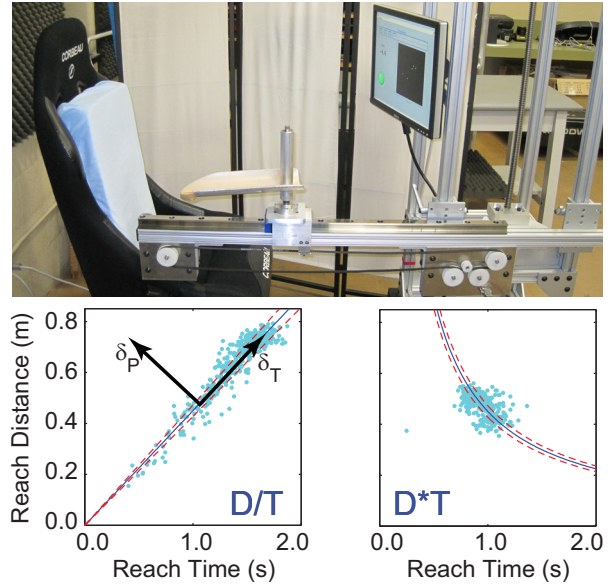 CORBEAU
Reach Distance (m)
0.8
0.6
0.4
0.2
0.0
δP
δT
D/T
D*T
0.0
1.0
2.0
0.0
1.0
2.0
Reach Time (s)
Reach Time (s)